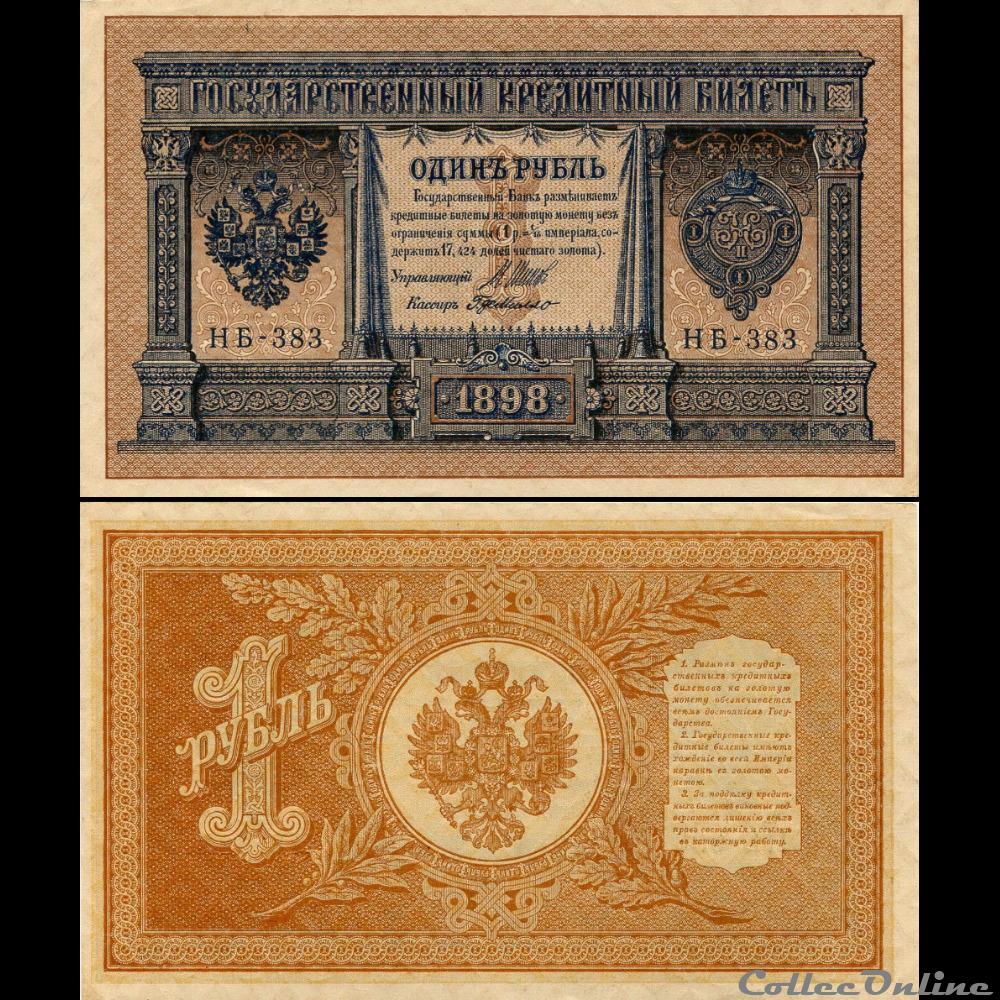 ГОСУДАРСТВЕННЫЙ КРЕДИТНЫЙ БИЛЕТЪ
ОДИНЪ РУБЛЬ
Государственный Банкъ размѣниваетъ
кредитные билеты на золотую монету безъ
ограниченія суммы (1 р. = 1/15 имперіала, со-
держитъ 17,424 долей чистаго золота).
Управляющій
Кассиръ
1 1
1
НБ-383 НБ-383
1898
1
РУБЛЬ
1. Размѣнъ государ-
ственныхъ кредитныхъ
билетовъ на золотую
монету обезпечивается
всѣмъ достояніемъ Госу-
дарства.
2. Государственные кре-
дитные билеты имѣютъ
хожденіе во всей Имперіи
наравнѣ съ золотою мо-
нетою.
3. За поддѣлку кредит-
ныхъ билетовъ виновные под-
вергаются лишенію всѣхъ
правъ состоянія и ссылкѣ
въ каторжную работу.
CollecOnline